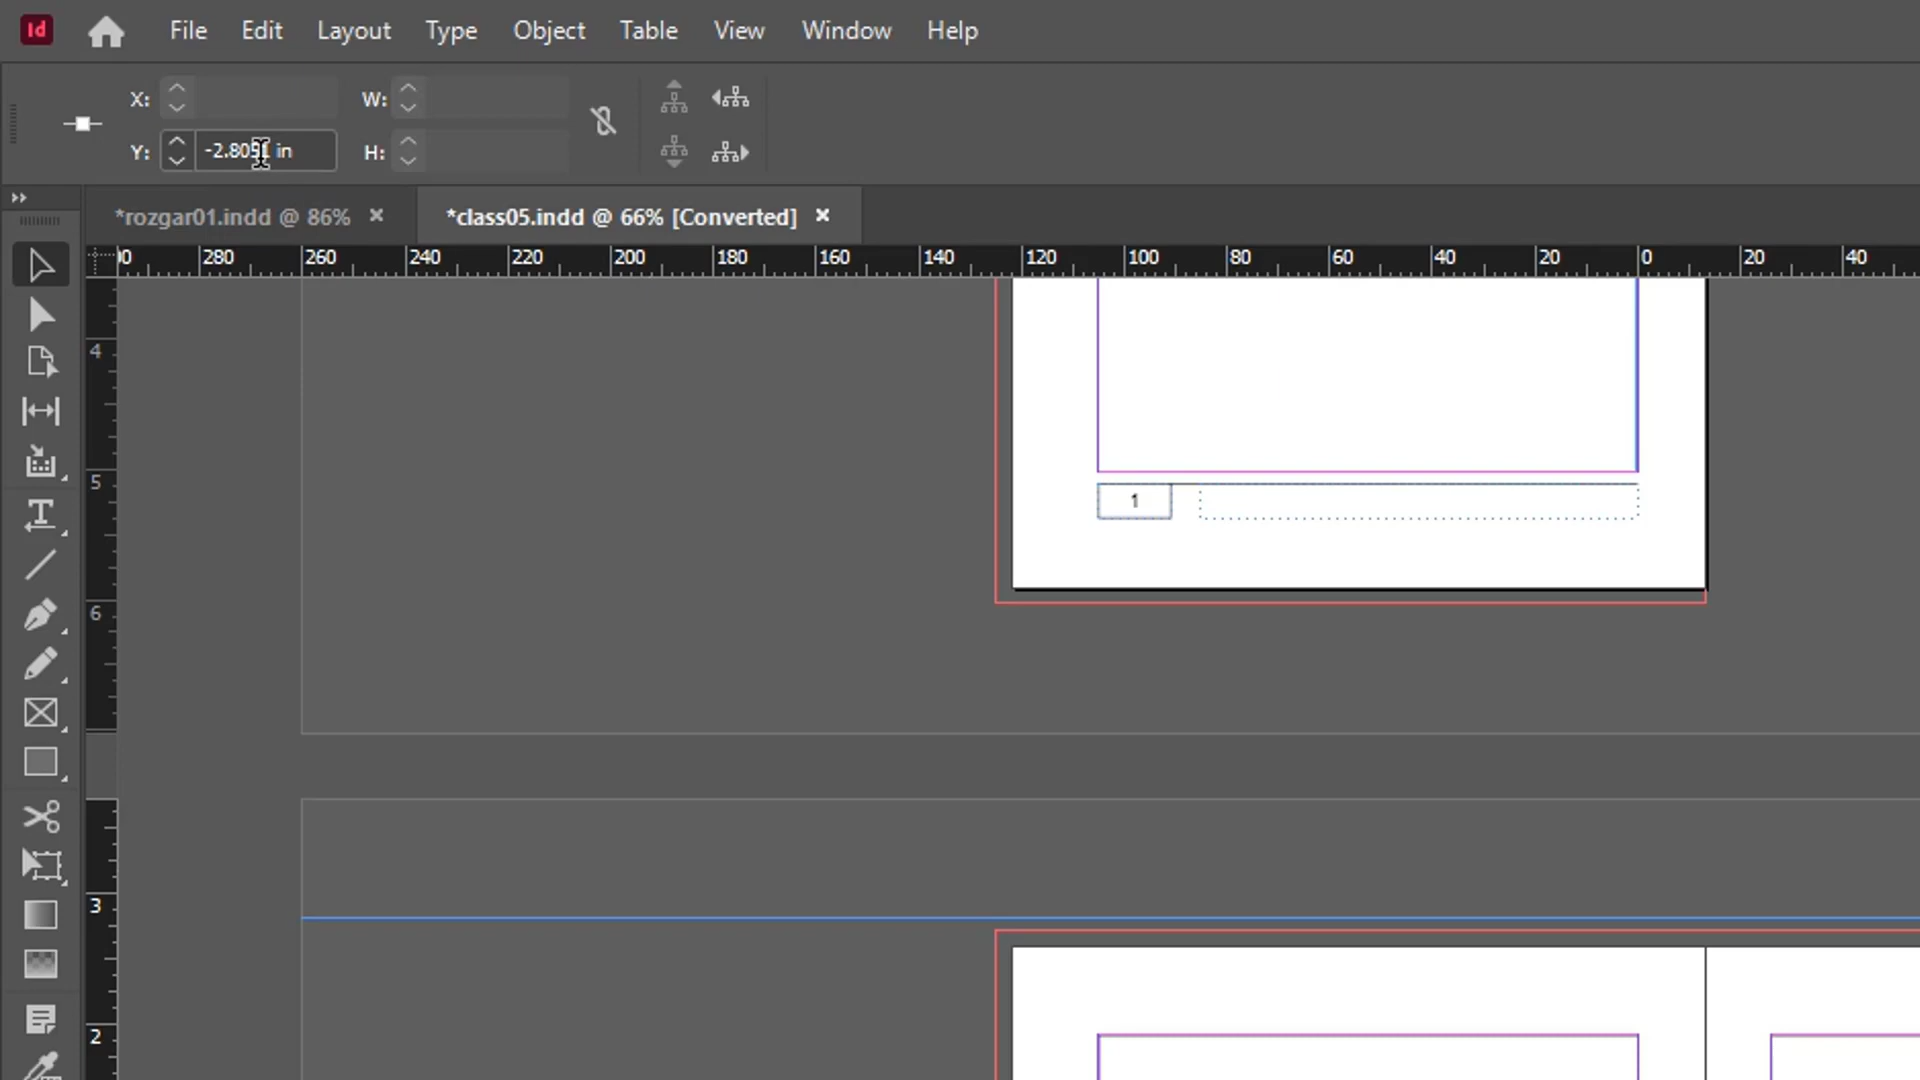 Id File Edit Layout Type Object Table View Window Help
X: W:
Y: -2.8051 in H:
*rozgar01.indd @ 86% × *class05.indd @ 66% [Converted] ×
280 260 240 220 200 180 160 140 120 100 80 60 40 20 0 20 40
4
5
1
6
3
2